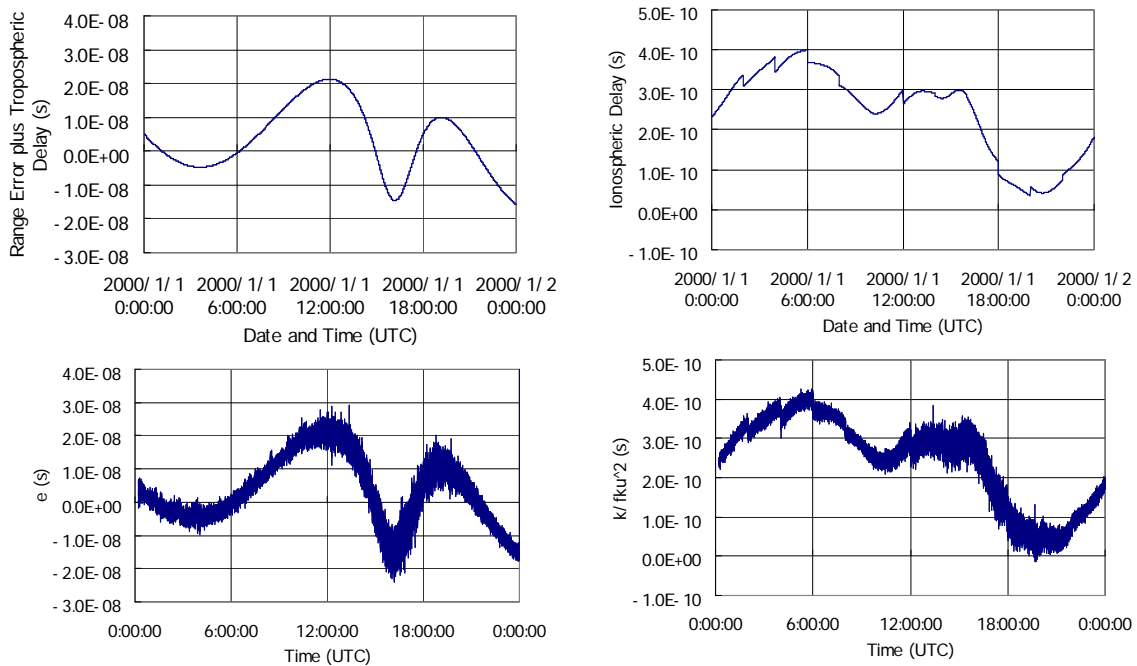 Range Error plus Tropospheric
Delay (s)
4.0E-08
3.0E-08
2.0E-08
1.0E-08
0.0E+00
-1.0E-08
-2.0E-08
-3.0E-08
2000/1/1 2000/1/1 2000/1/1 2000/1/1 2000/1/2
0:00:00 6:00:00 12:00:00 18:00:00 0:00:00
Date and Time (UTC)
Ionospheric Delay (s)
5.0E-10
4.0E-10
3.0E-10
2.0E-10
1.0E-10
0.0E+00
-1.0E-10
2000/1/1 2000/1/1 2000/1/1 2000/1/1 2000/1/2
0:00:00 6:00:00 12:00:00 18:00:00 0:00:00
Date and Time (UTC)
e (s)
4.0E-08
3.0E-08
2.0E-08
1.0E-08
0.0E+00
-1.0E-08
-2.0E-08
-3.0E-08
0:00:00 6:00:00 12:00:00 18:00:00 0:00:00
Time (UTC)
k/fku^2 (s)
5.0E-10
4.0E-10
3.0E-10
2.0E-10
1.0E-10
0.0E+00
-1.0E-10
0:00:00 6:00:00 12:00:00 18:00:00 0:00:00
Time (UTC)